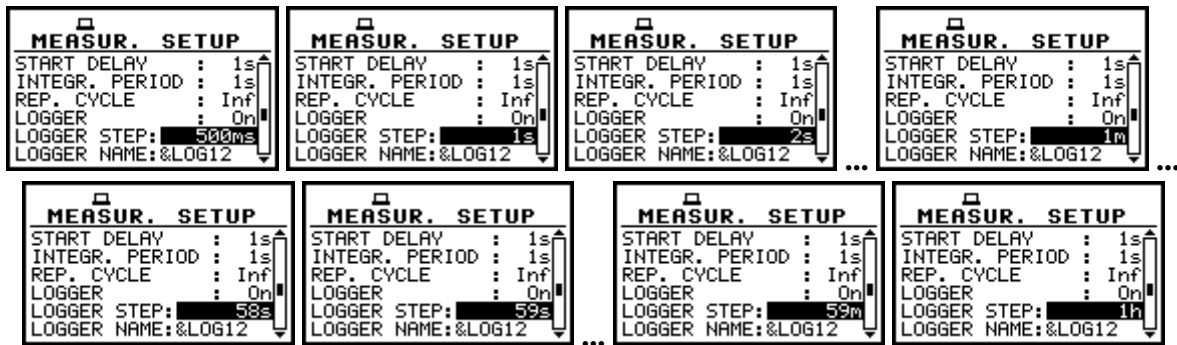 MEASUR. SETUP
START DELAY : 1s
INTEGR. PERIOD : 1s
REP. CYCLE : Inf
LOGGER : On
LOGGER STEP: 500ms
LOGGER NAME:&LOG12
MEASUR. SETUP
START DELAY : 1s
INTEGR. PERIOD : 1s
REP. CYCLE : Inf
LOGGER : On
LOGGER STEP: 1s
LOGGER NAME:&LOG12
MEASUR. SETUP
START DELAY : 1s
INTEGR. PERIOD : 1s
REP. CYCLE : Inf
LOGGER : On
LOGGER STEP: 2s
LOGGER NAME:&LOG12
...
MEASUR. SETUP
START DELAY : 1s
INTEGR. PERIOD : 1s
REP. CYCLE : Inf
LOGGER : On
LOGGER STEP: 1m
LOGGER NAME:&LOG12
...
MEASUR. SETUP
START DELAY : 1s
INTEGR. PERIOD : 1s
REP. CYCLE : Inf
LOGGER : On
LOGGER STEP: 58s
LOGGER NAME:&LOG12
MEASUR. SETUP
START DELAY : 1s
INTEGR. PERIOD : 1s
REP. CYCLE : Inf
LOGGER : On
LOGGER STEP: 59s
LOGGER NAME:&LOG12
...
MEASUR. SETUP
START DELAY : 1s
INTEGR. PERIOD : 1s
REP. CYCLE : Inf
LOGGER : On
LOGGER STEP: 59m
LOGGER NAME:&LOG12
MEASUR. SETUP
START DELAY : 1s
INTEGR. PERIOD : 1s
REP. CYCLE : Inf
LOGGER : On
LOGGER STEP: 1h
LOGGER NAME:&LOG12